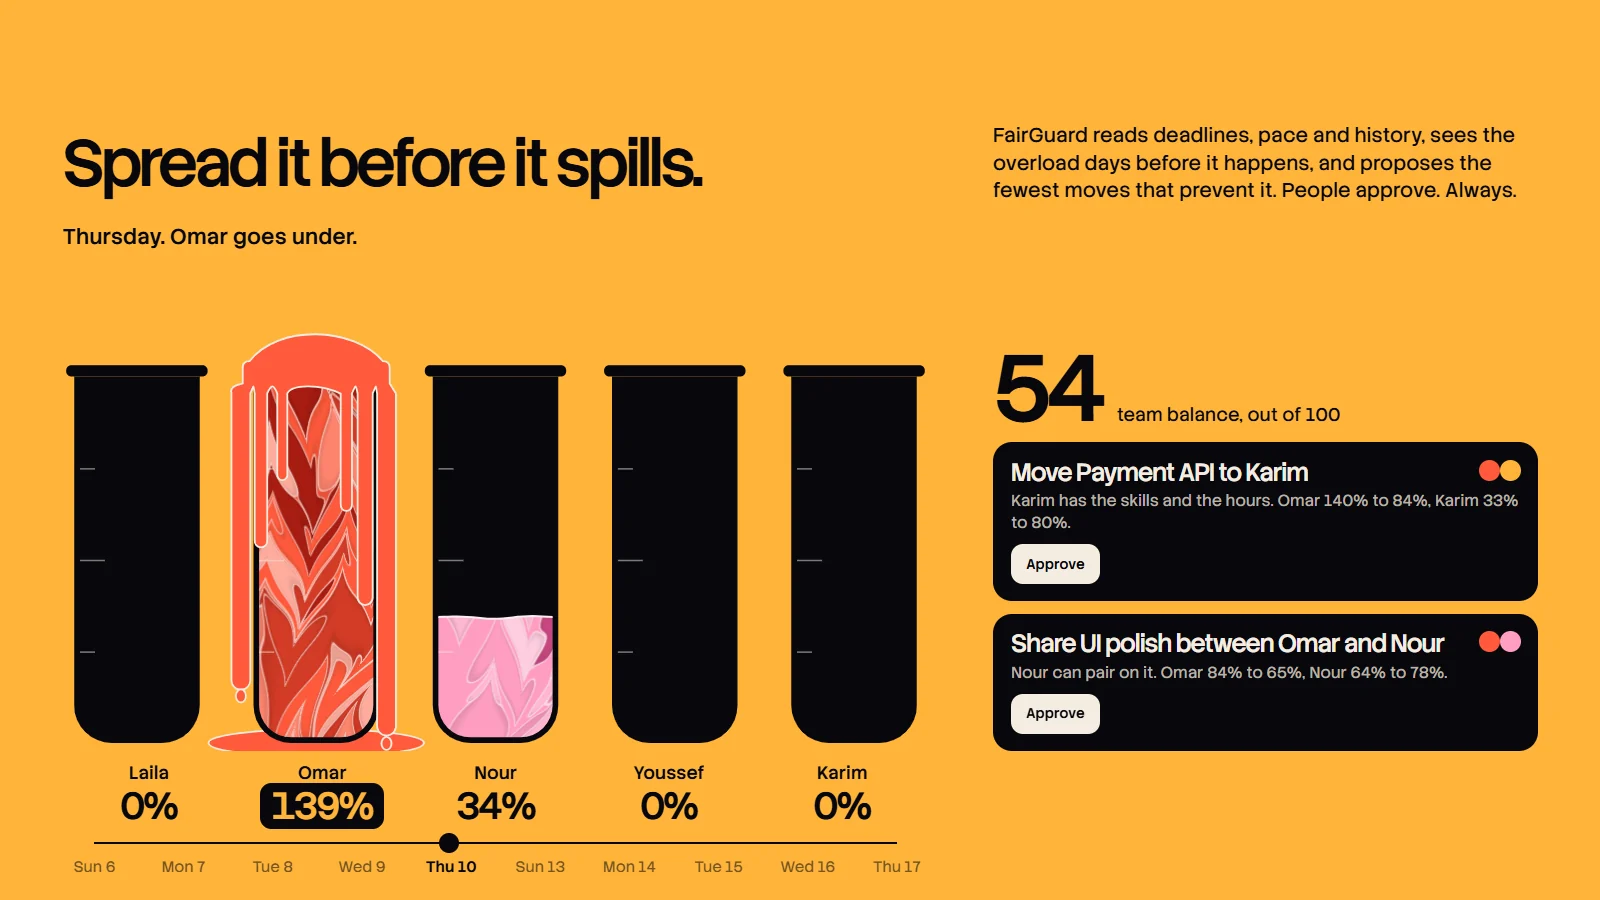 Spread it before it spills.
Thursday. Omar goes under.
FairGuard reads deadlines, pace and history, sees the
overload days before it happens, and proposes the
fewest moves that prevent it. People approve. Always.
54 team balance, out of 100
Move Payment API to Karim
Karim has the skills and the hours. Omar 140% to 84%, Karim 33%
to 80%.
Approve
Share UI polish between Omar and Nour
Nour can pair on it. Omar 84% to 65%, Nour 64% to 78%.
Approve
Laila Omar Nour Youssef Karim
0% 139% 34% 0% 0%
Sun 6 Mon 7 Tue 8 Wed 9 Thu 10 Sun 13 Mon 14 Tue 15 Wed 16 Thu 17